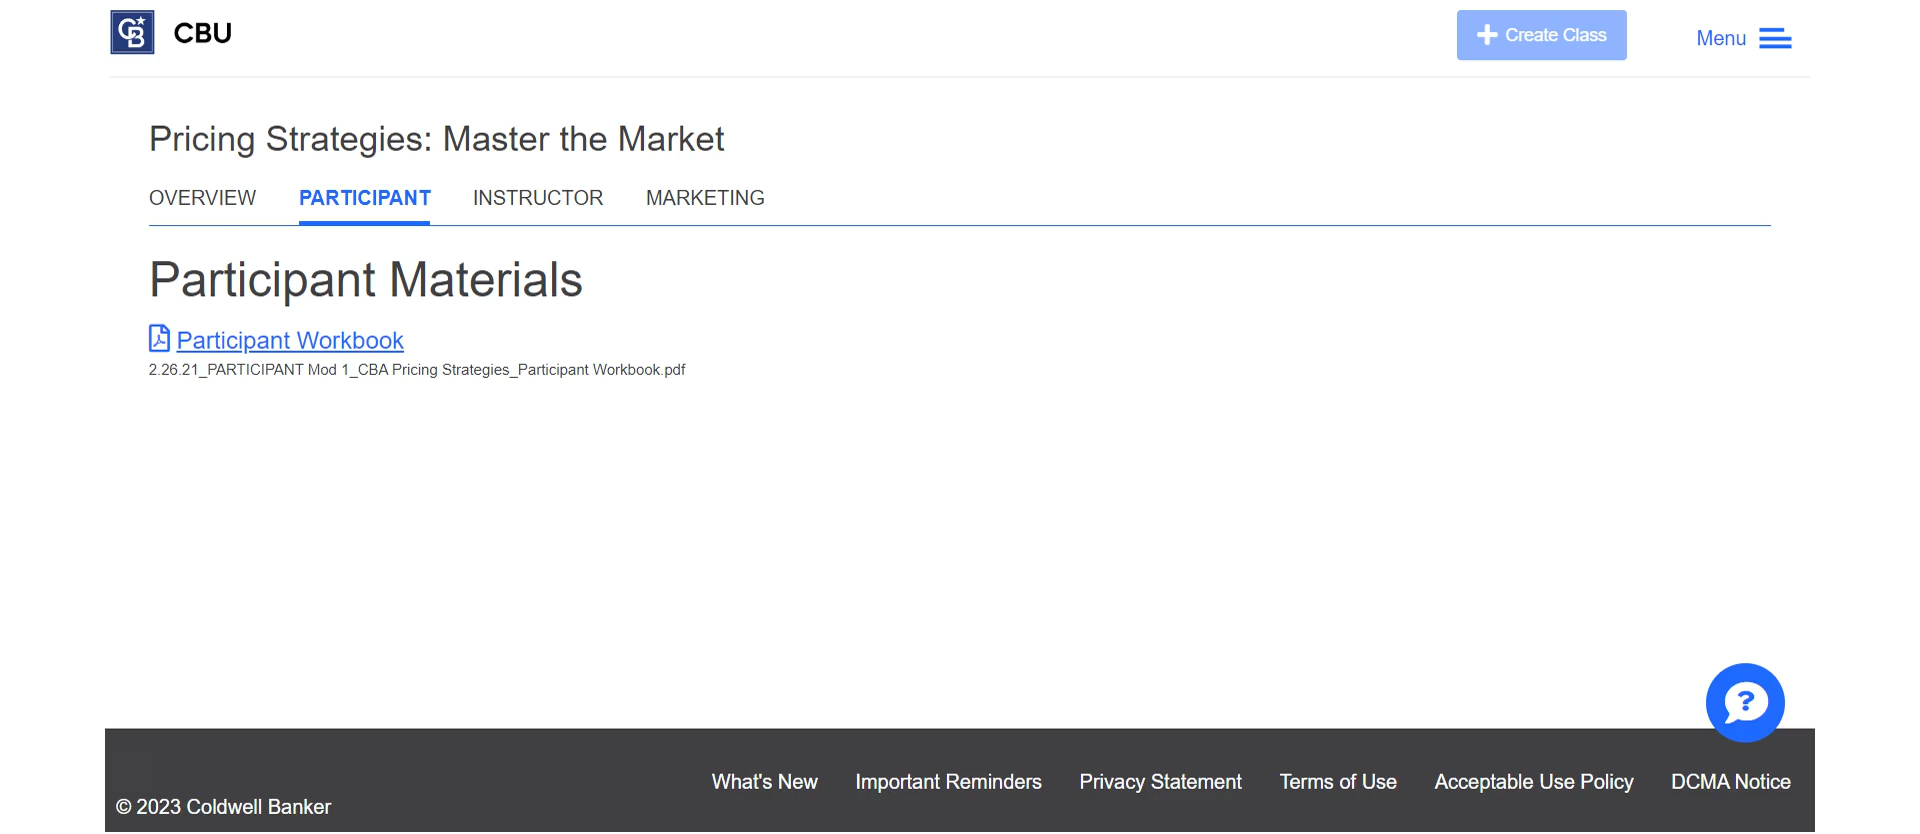 CB
CBU
Create Class
Menu
Pricing Strategies: Master the Market
OVERVIEW PARTICIPANT INSTRUCTOR MARKETING
Participant Materials
Participant Workbook
2.26.21_PARTICIPANT Mod 1_CBA Pricing Strategies_Participant Workbook.pdf
?
What's New Important Reminders Privacy Statement Terms of Use Acceptable Use Policy DCMA Notice
© 2023 Coldwell Banker